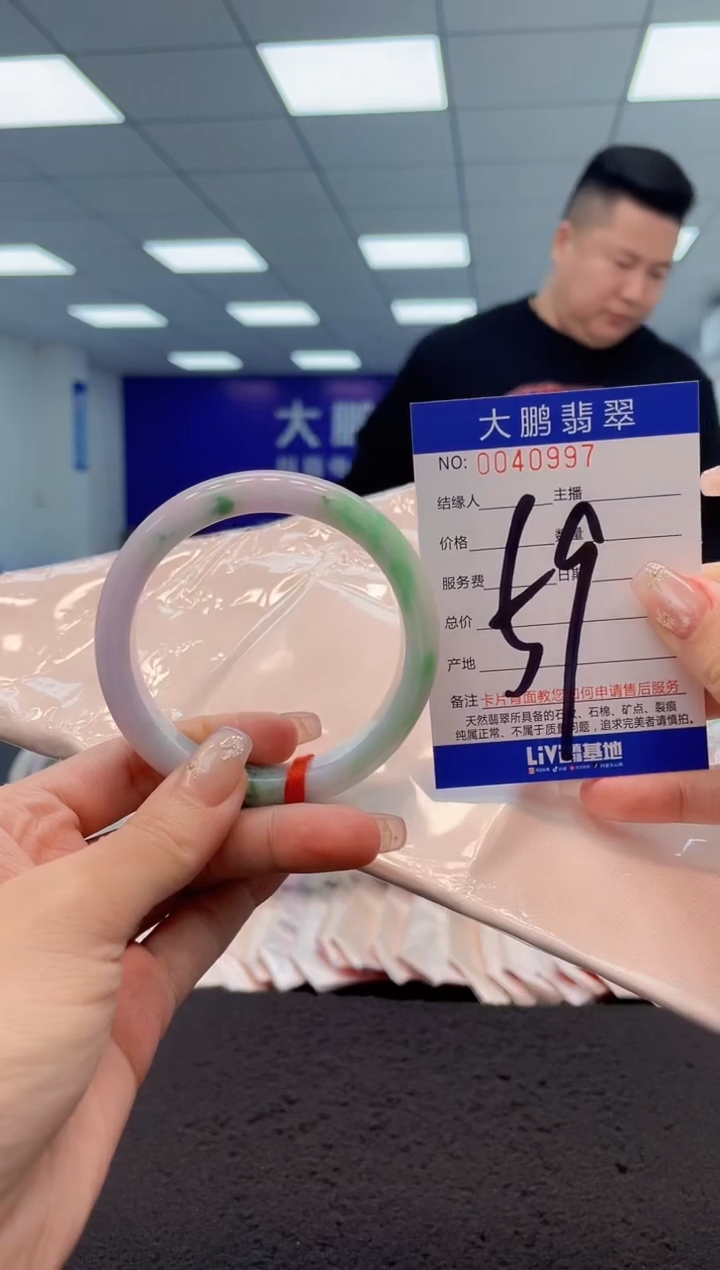 大鹏
大鹏翡翠
NO: 0040997
结缘人 主播
价格 数量
服务费 日期
总价
产地
备注 卡片背面教您如何申请售后服务
天然翡翠所具备的石纹、石棉、矿点、裂痕
纯属正常、不属于质量问题，追求完美者请慎拍。
LiVE 直播基地